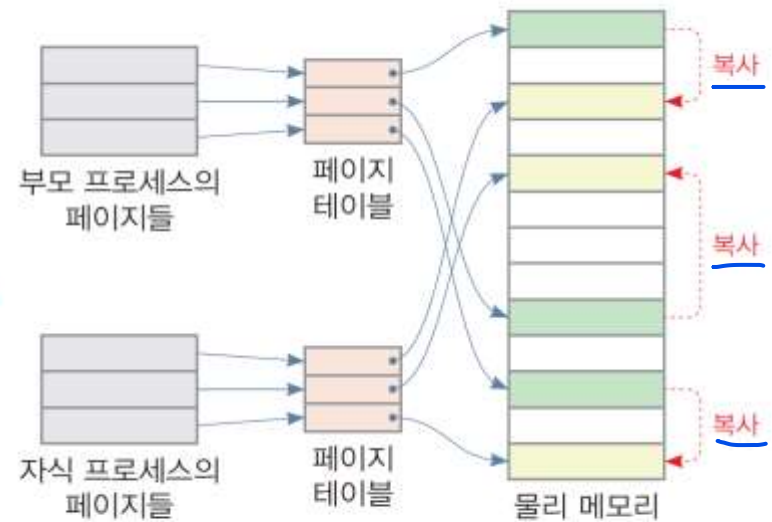 복사
부모 프로세스의
페이지들
페이지
테이블
복사
복사
자식 프로세스의
페이지들
페이지
테이블
물리 메모리